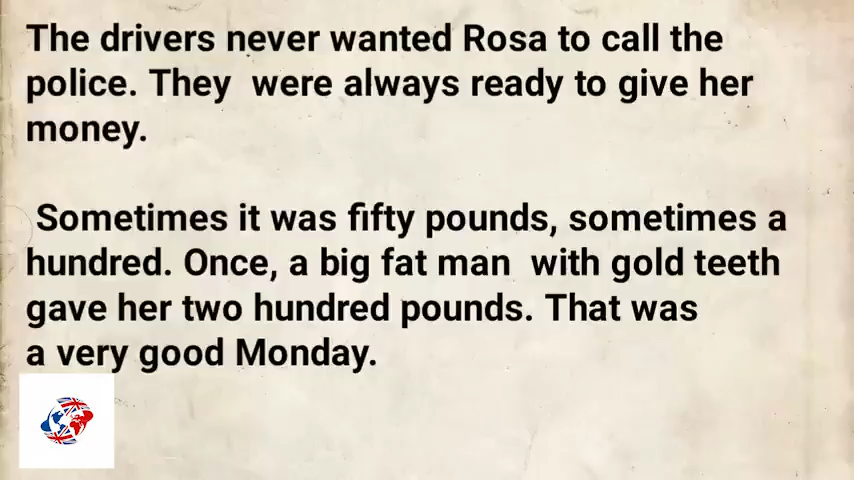 The drivers never wanted Rosa to call the
police. They  were always ready to give her
money.
Sometimes it was fifty pounds, sometimes a
hundred. Once, a big fat man  with gold teeth
gave her two hundred pounds. That was
a very good Monday.